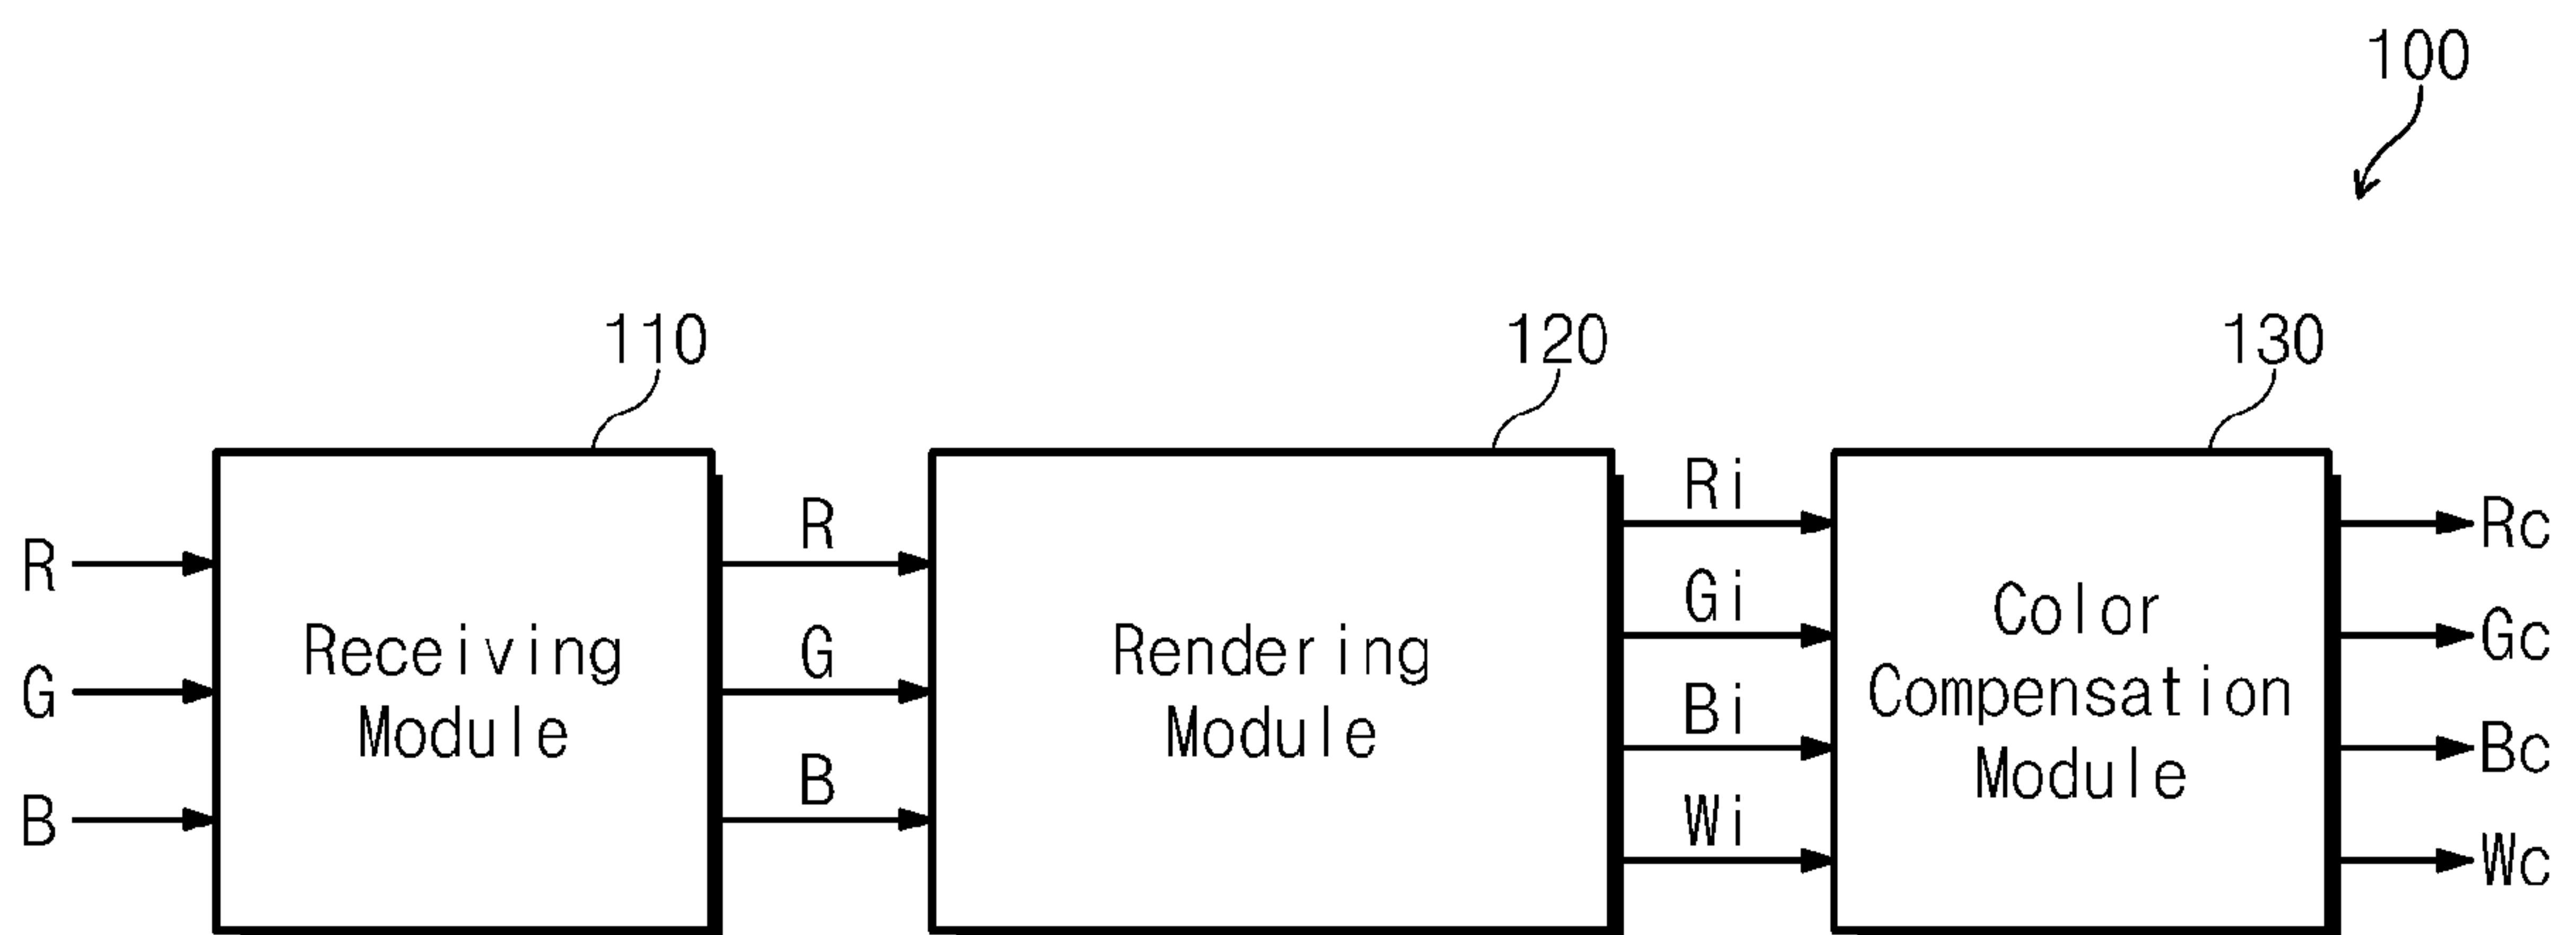 100
110
120
130
R
G
B
Receiving
Module
R
G
B
Rendering
Module
Ri
Gi
Bi
Wi
Color
Compensation
Module
Rc
Gc
Bc
Wc